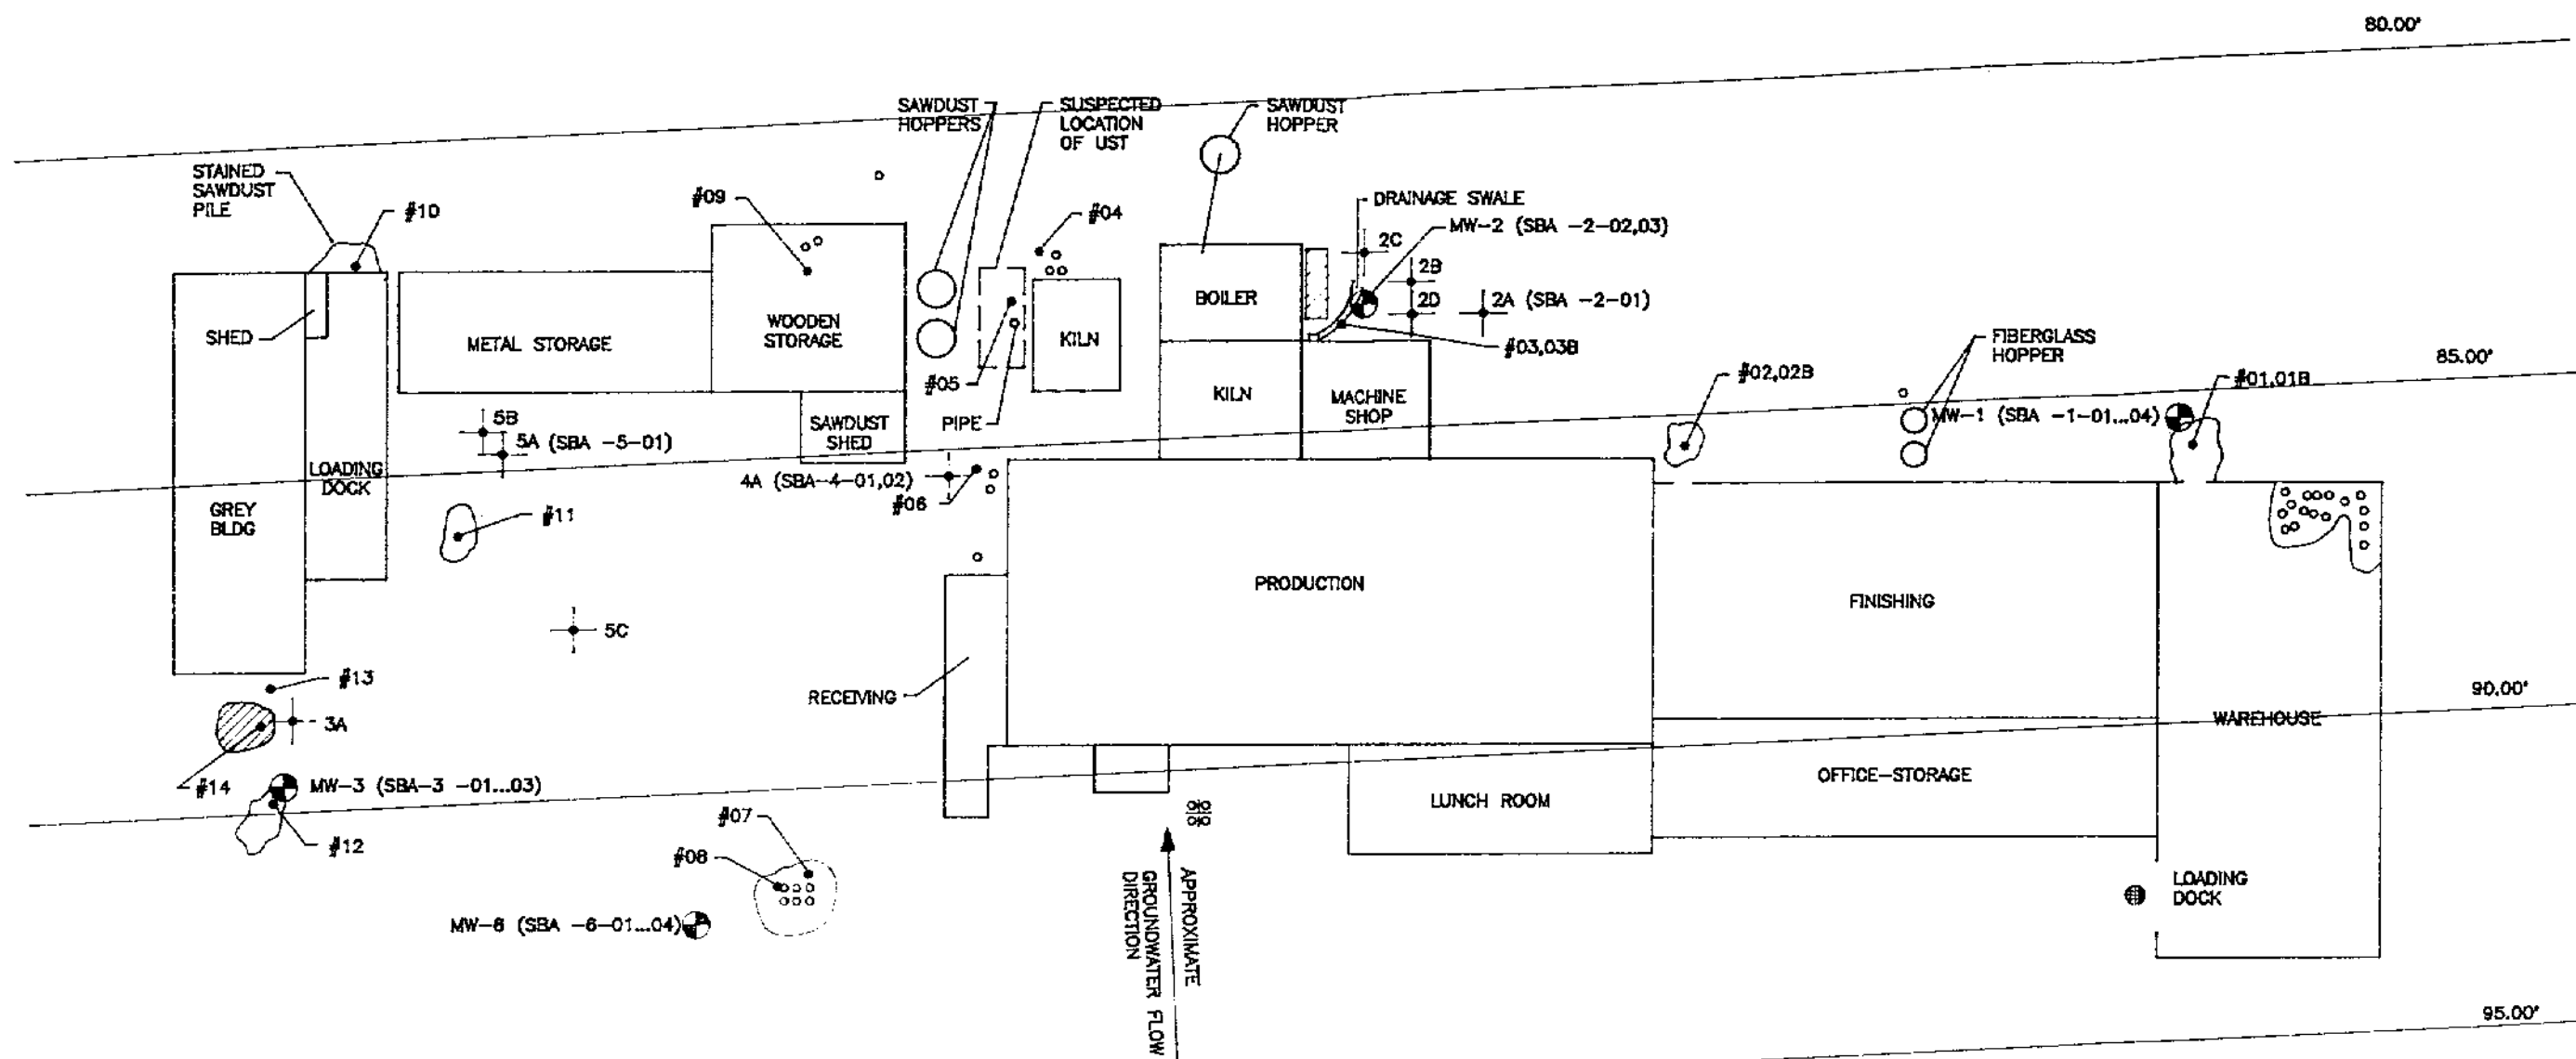 80.00'
SAWDUST
HOPPERS
SUSPECTED
LOCATION
OF UST
SAWDUST
HOPPER
STAINED
SAWDUST
PILE
#10
#09
#04
DRAINAGE SWALE
MW-2 (SBA -2-02,03)
2C
2B
2D
2A (SBA -2-01)
BOILER
SHED
METAL STORAGE
WOODEN
STORAGE
KILN
#03,03B
FIBERGLASS
HOPPER
85.00'
#05
PIPE
KILN
MACHINE
SHOP
#02,02B
#01,01B
MW-1 (SBA -1-01...04)
5B
5A (SBA -5-01)
SAWDUST
SHED
LOADING
DOCK
4A (SBA-4-01,02)
#06
GREY
BLDG
#11
PRODUCTION
FINISHING
5C
#13
RECEIVING
90.00'
3A
WAREHOUSE
#14
MW-3 (SBA-3 -01...03)
OFFICE-STORAGE
LUNCH ROOM
#12
#07
#08
MW-6 (SBA -6-01...04)
APPROXIMATE
GROUNDWATER FLOW
DIRECTION
LOADING
DOCK
95.00'